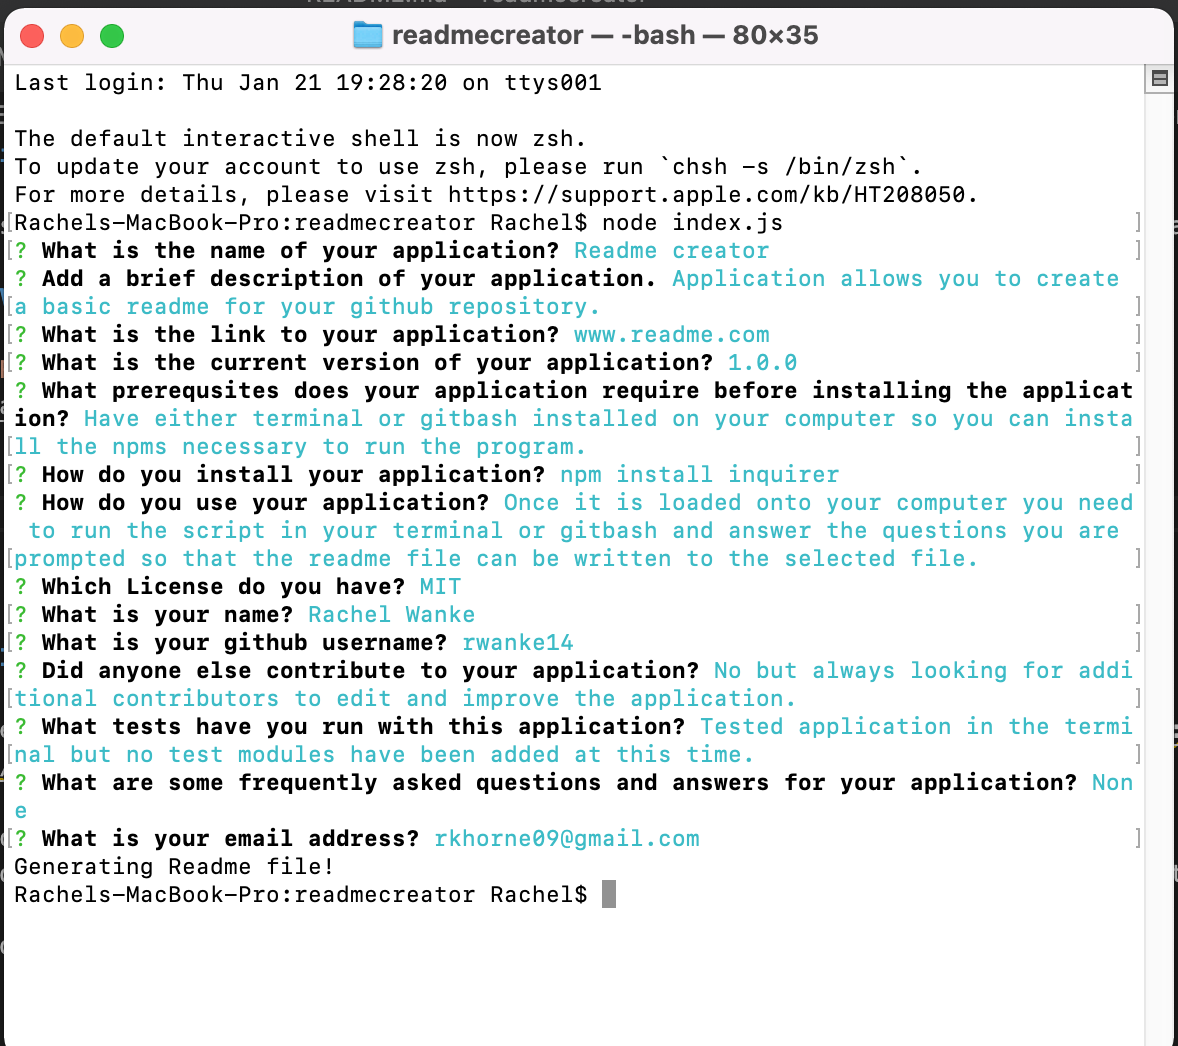 readmecreator — -bash — 80×35
Last login: Thu Jan 21 19:28:20 on ttys001
The default interactive shell is now zsh.
To update your account to use zsh, please run `chsh -s /bin/zsh`.
For more details, please visit https://support.apple.com/kb/HT208050.
[Rachels-MacBook-Pro:readmecreator Rachel$ node index.js ]
[? What is the name of your application? Readme creator ]
? Add a brief description of your application. Application allows you to create
[a basic readme for your github repository. ]
[? What is the link to your application? www.readme.com ]
[? What is the current version of your application? 1.0.0 ]
? What prerequsites does your application require before installing the applicat
ion? Have either terminal or gitbash installed on your computer so you can insta
[ll the npms necessary to run the program. ]
[? How do you install your application? npm install inquirer ]
? How do you use your application? Once it is loaded onto your computer you need
to run the script in your terminal or gitbash and answer the questions you are
[prompted so that the readme file can be written to the selected file. ]
? Which License do you have? MIT
[? What is your name? Rachel Wanke ]
[? What is your github username? rwanke14 ]
? Did anyone else contribute to your application? No but always looking for addi
[tional contributors to edit and improve the application. ]
? What tests have you run with this application? Tested application in the termi
[nal but no test modules have been added at this time. ]
? What are some frequently asked questions and answers for your application? Non
e
[? What is your email address? rkhorne09@gmail.com ]
Generating Readme file!
Rachels-MacBook-Pro:readmecreator Rachel$